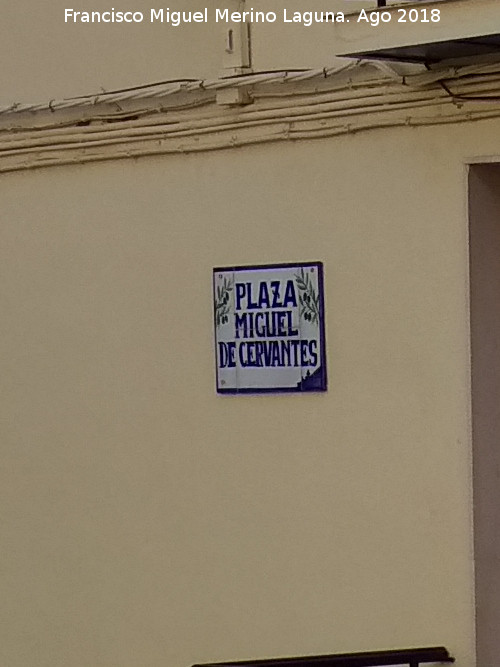 Francisco Miguel Merino Laguna. Ago 2018
PLAZA
MIGUEL
DE CERVANTES